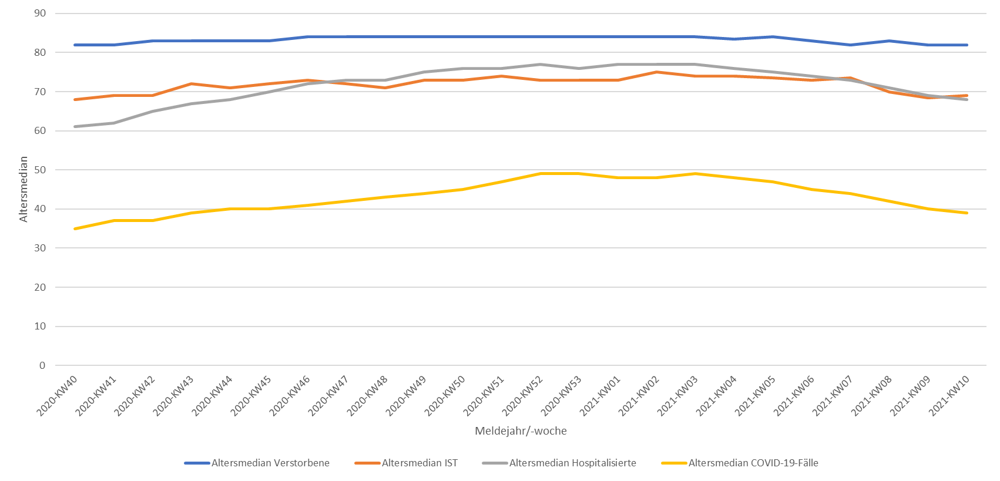 90
80
70
60
50
40
30
20
10
0
Altersmedian
2020-KW40
2020-KW41
2020-KW42
2020-KW43
2020-KW44
2020-KW45
2020-KW46
2020-KW47
2020-KW48
2020-KW49
2020-KW50
2020-KW51
2020-KW52
2020-KW53
2021-KW01
2021-KW02
2021-KW03
2021-KW04
2021-KW05
2021-KW06
2021-KW07
2021-KW08
2021-KW09
2021-KW10
Meldejahr/-woche
Altersmedian Verstorbene Altersmedian IST Altersmedian Hospitalisierte Altersmedian COVID-19-Fälle